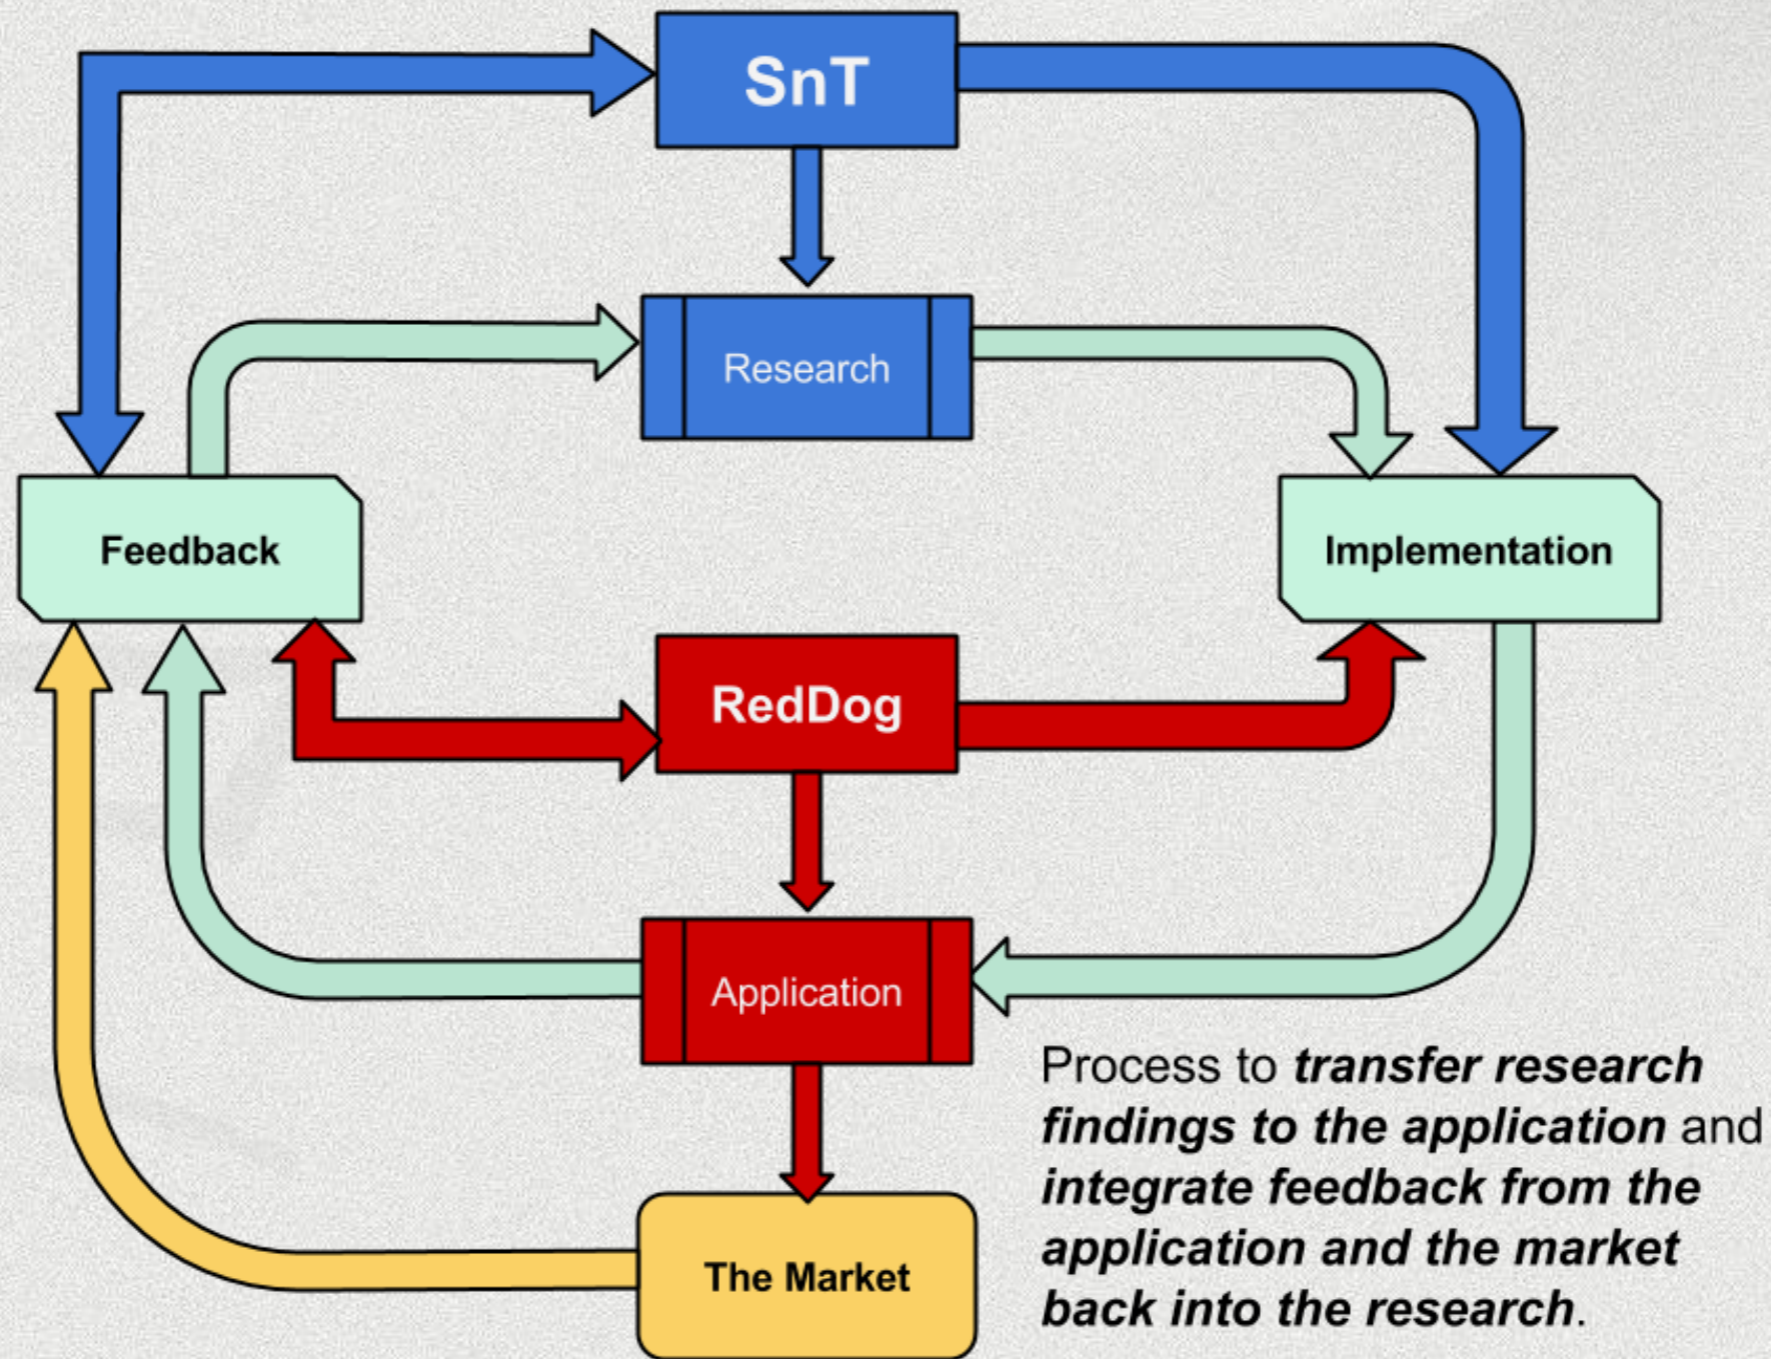 SnT
Research
Feedback
Implementation
RedDog
Application
The Market
Process to transfer research
findings to the application and
integrate feedback from the
application and the market
back into the research.